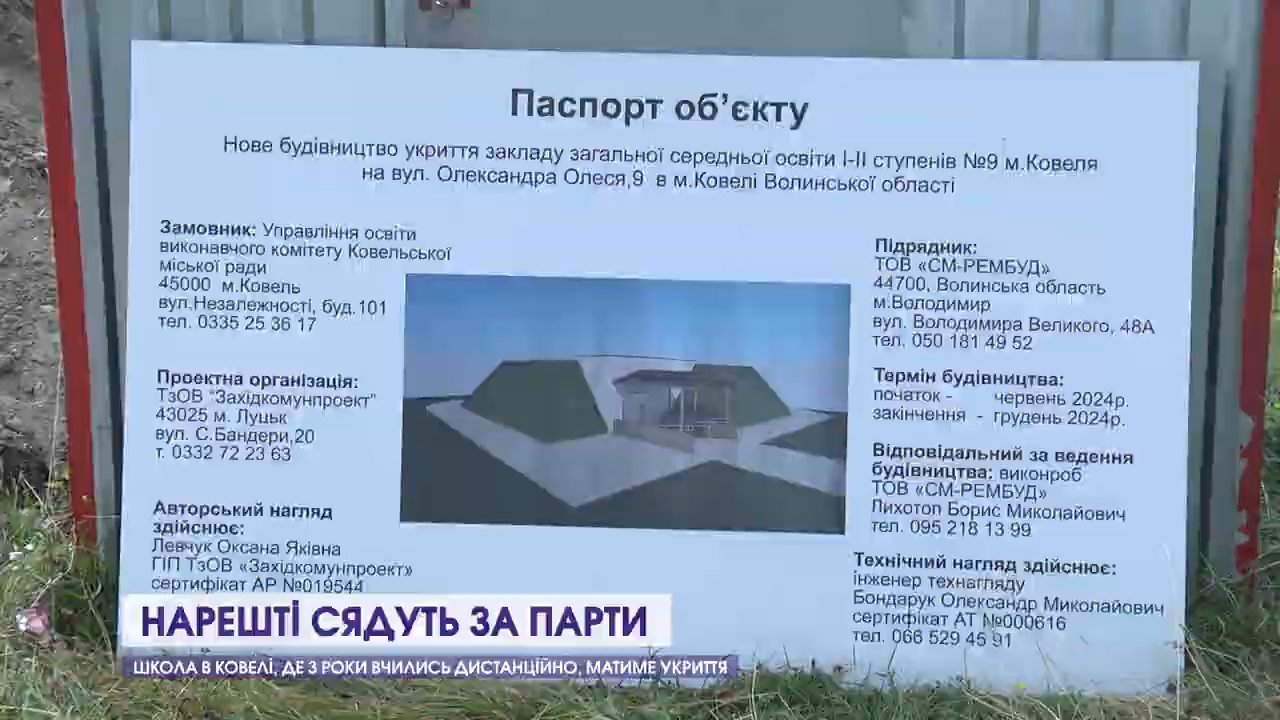 Паспорт об'єкту
Нове будівництво укриття закладу загальної середньої освіти І-ІІ ступенів №9 м.Ковеля
на вул. Олександра Олеся,9 в м.Ковелі Волинської області
Замовник: Управління освіти
виконавчого комітету Ковельської
міської ради
45000 м.Ковель
вул.Незалежності, буд.101
тел. 0335 25 36 17
Проектна організація:
ТзОВ "Західкомунпроект"
43025 м. Луцьк
вул. С.Бандери,20
т. 0332 72 23 63
Авторський нагляд
здійснює:
Левчук Оксана Яківна
ГІП ТзОВ «Західкомунпроект»
сертифікат АР №019544
Підрядник:
ТОВ «СМ-РЕМБУД»
44700, Волинська область
м.Володимир
вул. Володимира Великого, 48А
тел. 050 181 49 52
Термін будівництва:
початок - червень 2024р.
закінчення - грудень 2024р.
Відповідальний за ведення
будівництва: виконроб
ТОВ «СМ-РЕМБУД»
Лихотоп Борис Миколайович
тел. 095 218 13 99
Технічний нагляд здійснює:
інженер технагляду
Бондарук Олександр Миколайович
сертифікат АТ №000616
тел. 066 529 45 91
НАРЕШТІ СЯДУТЬ ЗА ПАРТИ
ШКОЛА В КОВЕЛІ, ДЕ 3 РОКИ ВЧИЛИСЬ ДИСТАНЦІЙНО, МАТИМЕ УКРИТТЯ